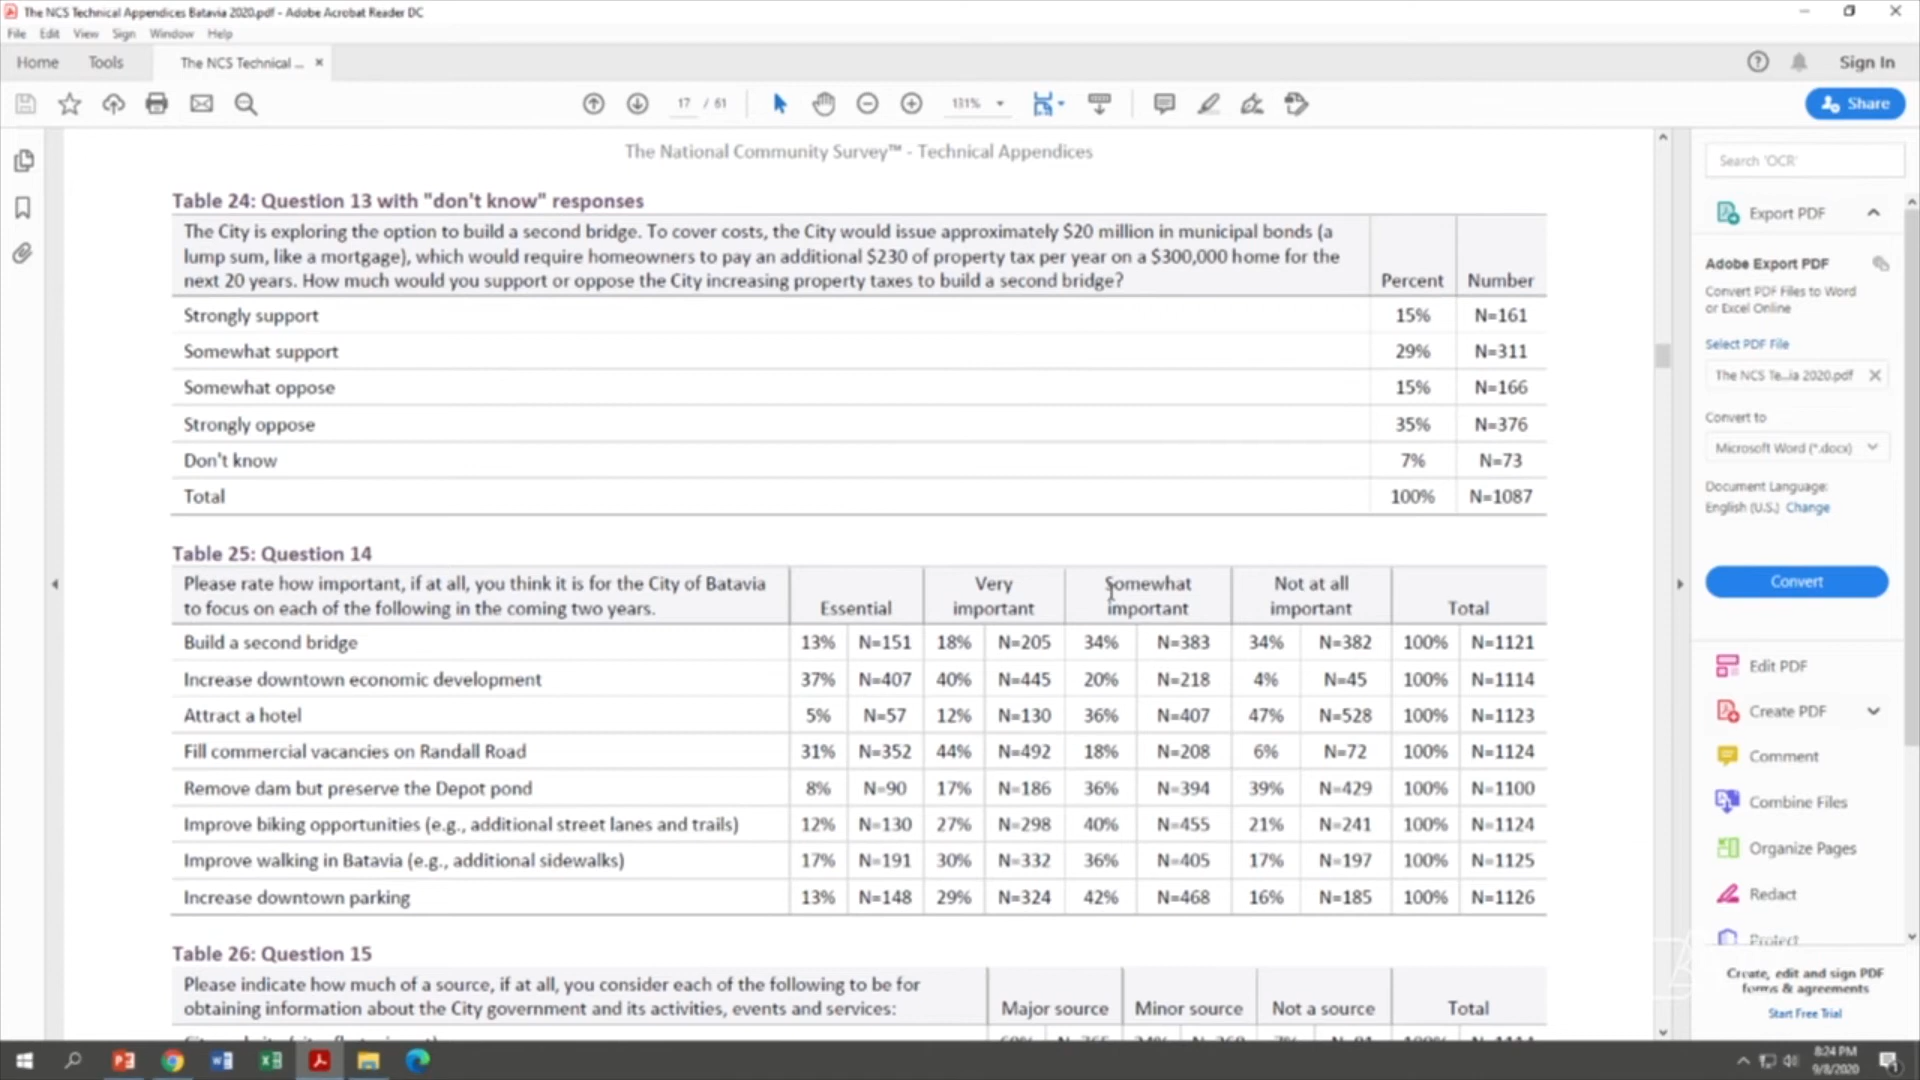 The NCS Technical Appendices Batavia 2020.pdf - Adobe Acrobat Reader DC
File Edit View Sign Window Help
Home Tools The NCS Technical ... × Sign In
17 / 61 131% Share
The National Community Survey™ - Technical Appendices
Table 24: Question 13 with "don't know" responses
The City is exploring the option to build a second bridge. To cover costs, the City would issue approximately $20 million in municipal bonds (a
lump sum, like a mortgage), which would require homeowners to pay an additional $230 of property tax per year on a $300,000 home for the
next 20 years. How much would you support or oppose the City increasing property taxes to build a second bridge? Percent Number
Strongly support 15% N=161
Somewhat support 29% N=311
Somewhat oppose 15% N=166
Strongly oppose 35% N=376
Don't know 7% N=73
Total 100% N=1087
Table 25: Question 14
Please rate how important, if at all, you think it is for the City of Batavia Very Somewhat Not at all
to focus on each of the following in the coming two years. Essential important important important Total
Build a second bridge 13% N=151 18% N=205 34% N=383 34% N=382 100% N=1121
Increase downtown economic development 37% N=407 40% N=445 20% N=218 4% N=45 100% N=1114
Attract a hotel 5% N=57 12% N=130 36% N=407 47% N=528 100% N=1123
Fill commercial vacancies on Randall Road 31% N=352 44% N=492 18% N=208 6% N=72 100% N=1124
Remove dam but preserve the Depot pond 8% N=90 17% N=186 36% N=394 39% N=429 100% N=1100
Improve biking opportunities (e.g., additional street lanes and trails) 12% N=130 27% N=298 40% N=455 21% N=241 100% N=1124
Improve walking in Batavia (e.g., additional sidewalks) 17% N=191 30% N=332 36% N=405 17% N=197 100% N=1125
Increase downtown parking 13% N=148 29% N=324 42% N=468 16% N=185 100% N=1126
Table 26: Question 15
Please indicate how much of a source, if at all, you consider each of the following to be for
obtaining information about the City government and its activities, events and services: Major source Minor source Not a source Total
Search 'OCR'
Export PDF
Adobe Export PDF
Convert PDF Files to Word
or Excel Online
Select PDF File
The NCS Te...ia 2020.pdf
Convert to
Microsoft Word (*.docx)
Document Language:
English (U.S.) Change
Convert
Edit PDF
Create PDF
Comment
Combine Files
Organize Pages
Redact
Protect
Create, edit and sign PDF
forms & agreements
Start Free Trial
8:24 PM
9/8/2020